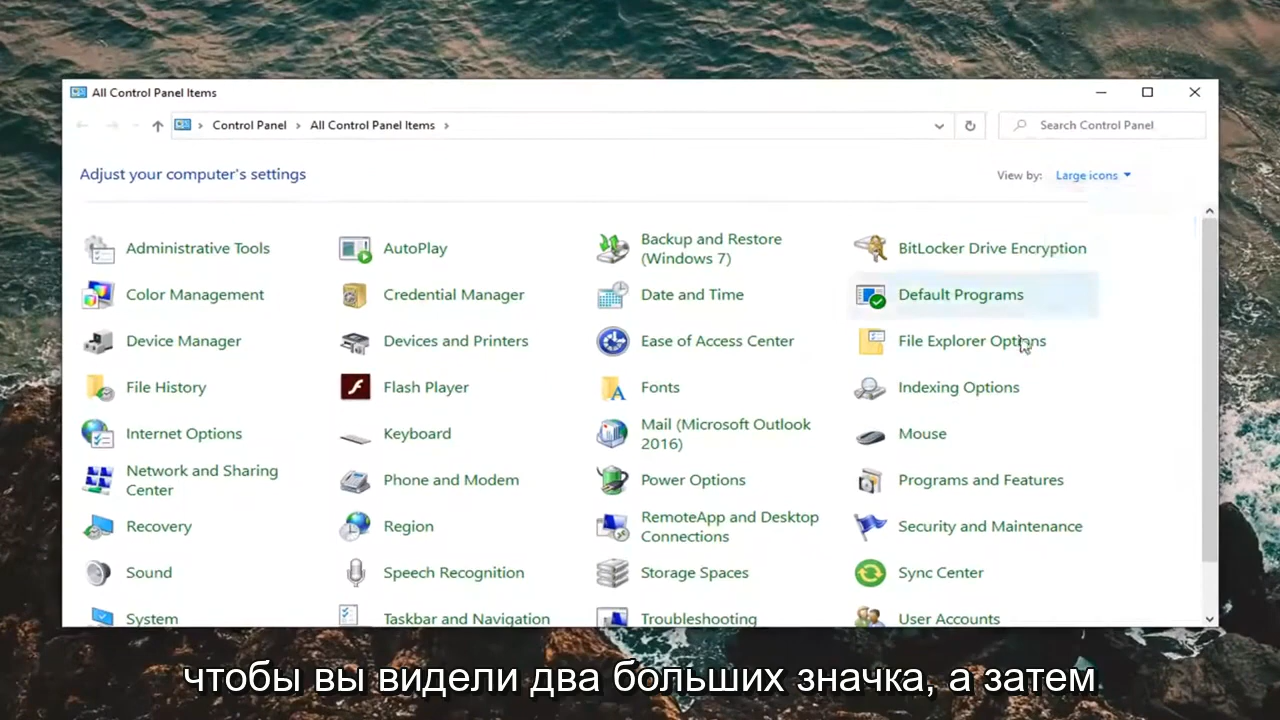 All Control Panel Items
Control Panel > All Control Panel Items >
Search Control Panel
Adjust your computer's settings
View by: Large icons
Administrative Tools
AutoPlay
Backup and Restore
(Windows 7)
BitLocker Drive Encryption
Color Management
Credential Manager
Date and Time
Default Programs
Device Manager
Devices and Printers
Ease of Access Center
File Explorer Options
File History
Flash Player
Fonts
Indexing Options
Internet Options
Keyboard
Mail (Microsoft Outlook
2016)
Mouse
Network and Sharing
Center
Phone and Modem
Power Options
Programs and Features
Recovery
Region
RemoteApp and Desktop
Connections
Security and Maintenance
Sound
Speech Recognition
Storage Spaces
Sync Center
System
Taskbar and Navigation
Troubleshooting
User Accounts
чтобы вы видели два больших значка, а затем